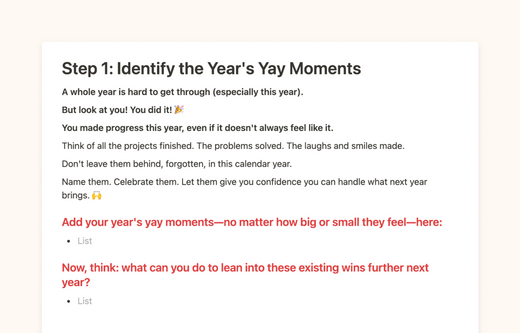 Step 1: Identify the Year's Yay Moments
A whole year is hard to get through (especially this year).
But look at you! You did it! 🎉
You made progress this year, even if it doesn't always feel like it.
Think of all the projects finished. The problems solved. The laughs and smiles made.
Don't leave them behind, forgotten, in this calendar year.
Name them. Celebrate them. Let them give you confidence you can handle what next year
brings. 🙌
Add your year's yay moments—no matter how big or small they feel—here:
• List
Now, think: what can you do to lean into these existing wins further next
year?
• List